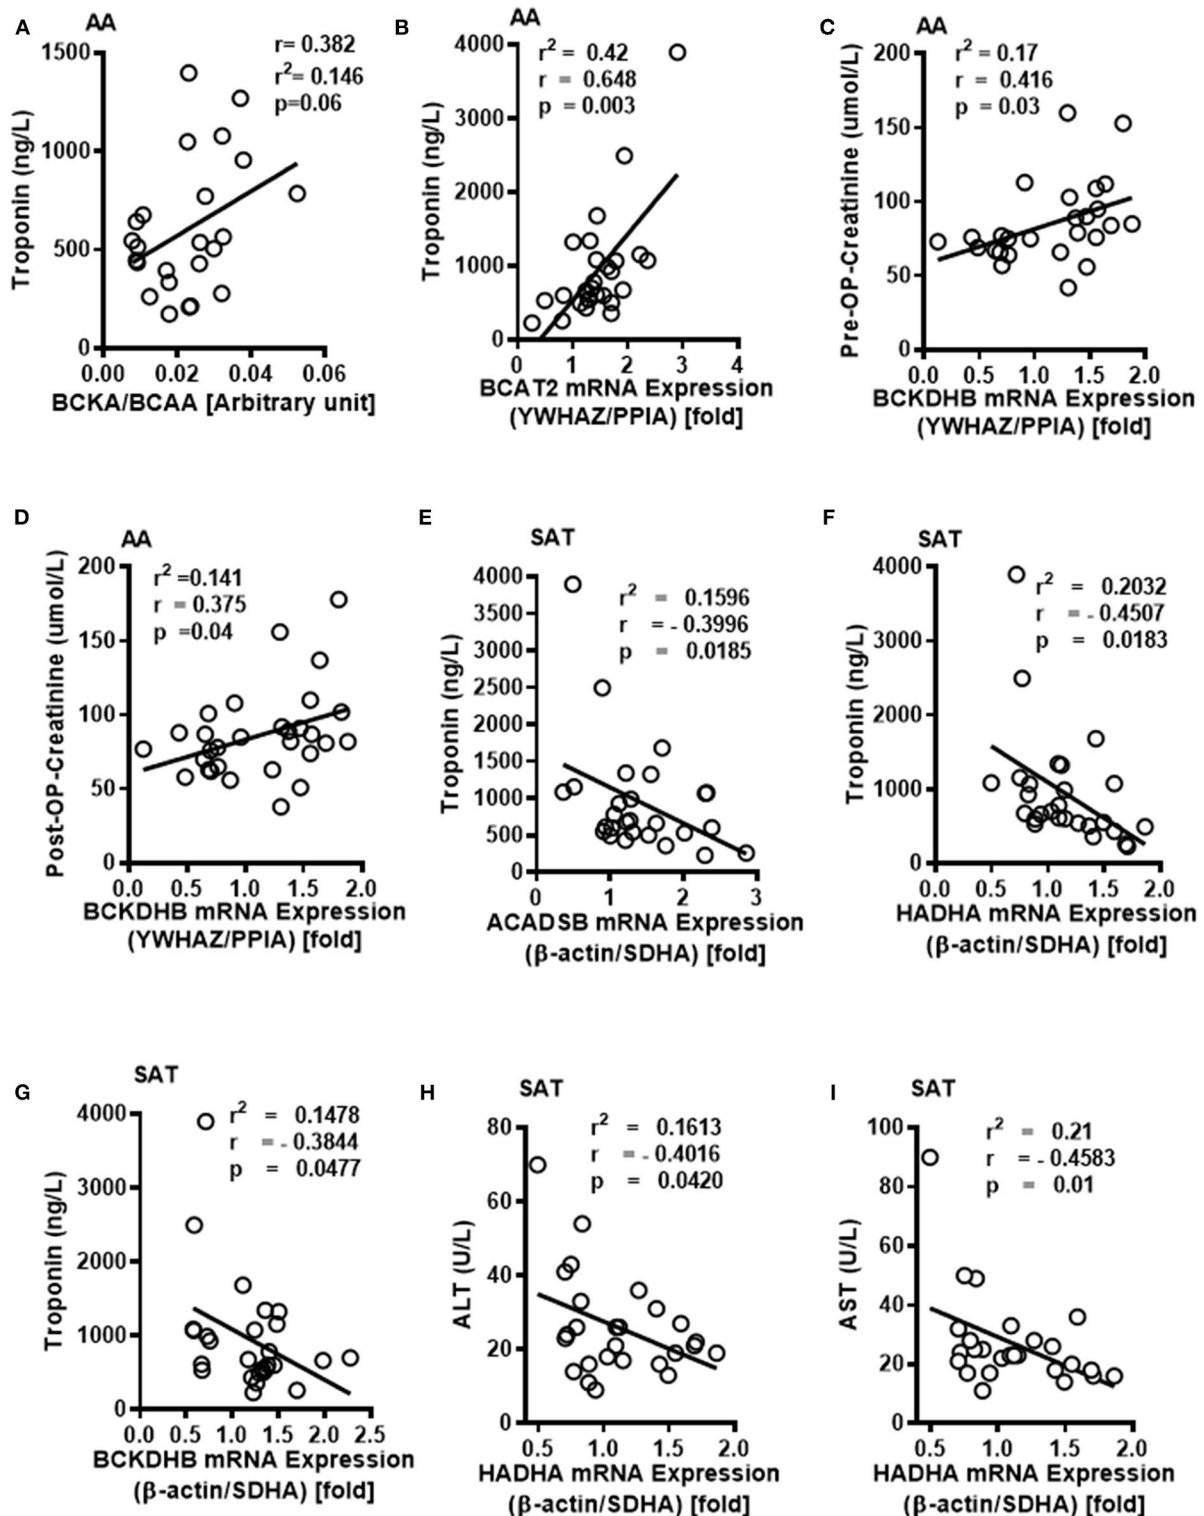 A
AA
r= 0.382
r2= 0.146
p=0.06
Troponin (ng/L)
1500
1000
500
0
0.00 0.02 0.04 0.06
BCKA/BCAA [Arbitrary unit]
B
AA
r2 = 0.42
r = 0.648
p = 0.003
Troponin (ng/L)
4000
3000
2000
1000
0
0 1 2 3 4
BCAT2 mRNA Expression
(YWHAZ/PPIA) [fold]
C
AA
r2 = 0.17
r = 0.416
p = 0.03
Pre-OP-Creatinine (umol/L)
200
150
100
50
0
0.0 0.5 1.0 1.5 2.0
BCKDHB mRNA Expression
(YWHAZ/PPIA) [fold]
D
AA
r2 =0.141
r = 0.375
p =0.04
Post-OP-Creatinine (umol/L)
200
150
100
50
0
0.0 0.5 1.0 1.5 2.0
BCKDHB mRNA Expression
(YWHAZ/PPIA) [fold]
E
SAT
r2 = 0.1596
r = - 0.3996
p = 0.0185
Troponin (ng/L)
4000
3500
3000
2500
2000
1500
1000
500
0
0 1 2 3
ACADSB mRNA Expression
(β-actin/SDHA) [fold]
F
SAT
r2 = 0.2032
r = - 0.4507
p = 0.0183
Troponin (ng/L)
4000
3000
2000
1000
0
0.0 0.5 1.0 1.5 2.0
HADHA mRNA Expression
(β-actin/SDHA) [fold]
G
SAT
r2 = 0.1478
r = - 0.3844
p = 0.0477
Troponin (ng/L)
4000
3000
2000
1000
0
0.0 0.5 1.0 1.5 2.0 2.5
BCKDHB mRNA Expression
(β-actin/SDHA) [fold]
H
SAT
r2 = 0.1613
r = - 0.4016
p = 0.0420
ALT (U/L)
80
60
40
20
0
0.5 1.0 1.5 2.0
HADHA mRNA Expression
(β-actin/SDHA) [fold]
I
SAT
r2 = 0.21
r = - 0.4583
p = 0.01
AST (U/L)
100
80
60
40
20
0
0.5 1.0 1.5 2.0
HADHA mRNA Expression
(β-actin/SDHA) [fold]